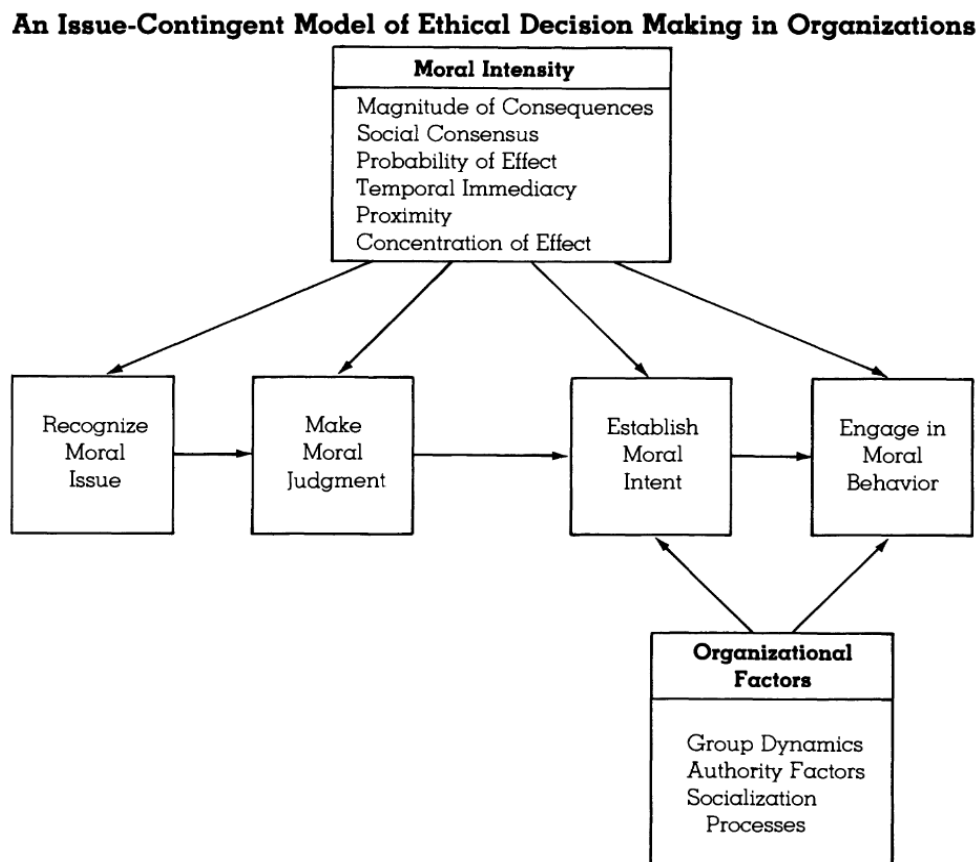 An Issue-Contingent Model of Ethical Decision Making in Organizations
Moral Intensity
Magnitude of Consequences
Social Consensus
Probability of Effect
Temporal Immediacy
Proximity
Concentration of Effect
Recognize
Moral
Issue
Make
Moral
Judgment
Establish
Moral
Intent
Engage in
Moral
Behavior
Organizational
Factors
Group Dynamics
Authority Factors
Socialization
Processes